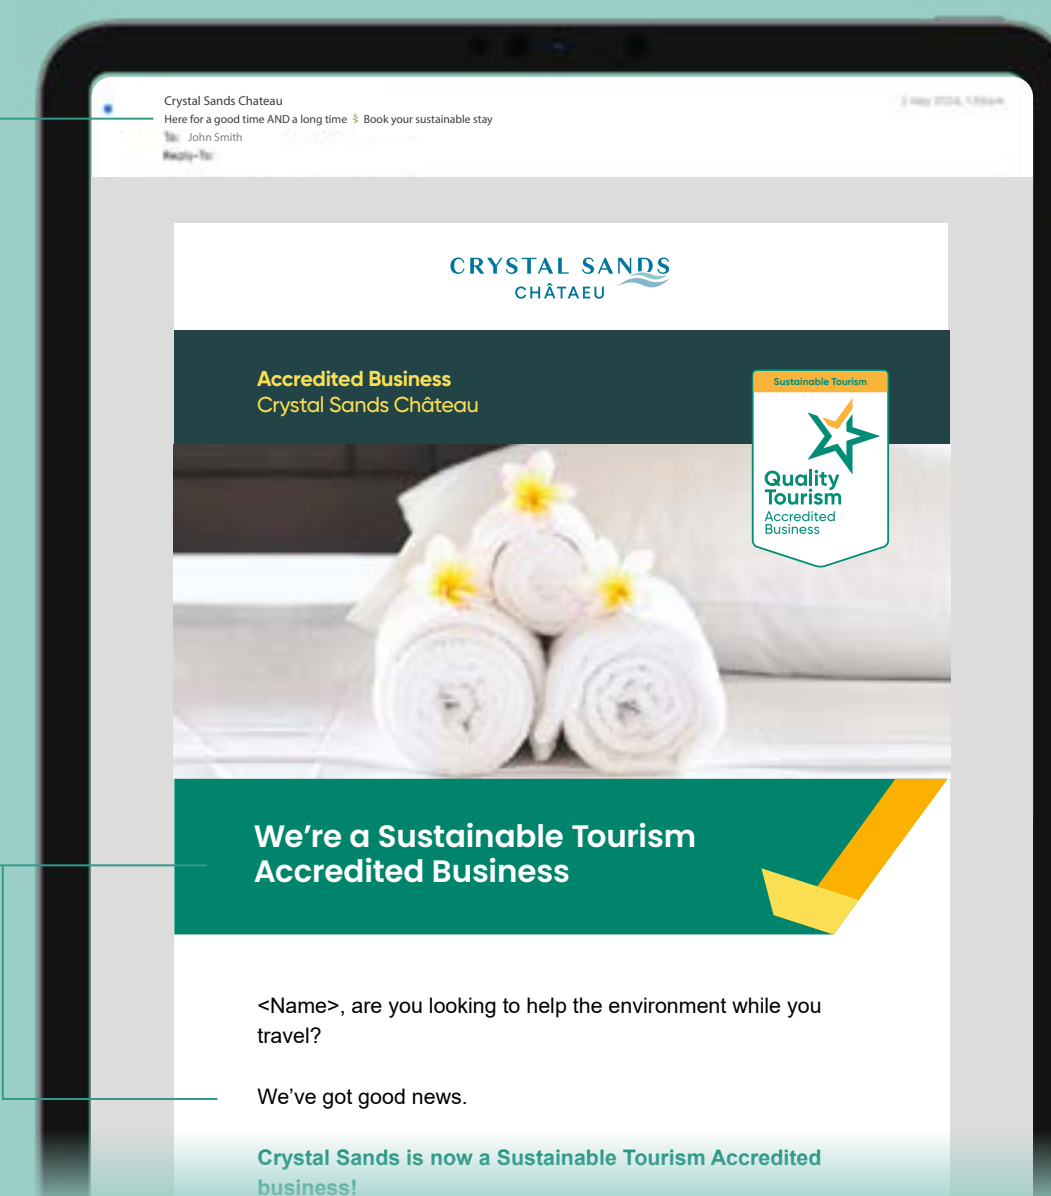 Crystal Sands Chateau
Here for a good time AND a long time Book your sustainable stay
To: John Smith
Reply-To:
CRYSTAL SANDS
CHÂTAEU
Accredited Business
Crystal Sands Château
Sustainable Tourism
Quality
Tourism
Accredited
Business
We're a Sustainable Tourism
Accredited Business
<Name>, are you looking to help the environment while you
travel?
We've got good news.
Crystal Sands is now a Sustainable Tourism Accredited
business!